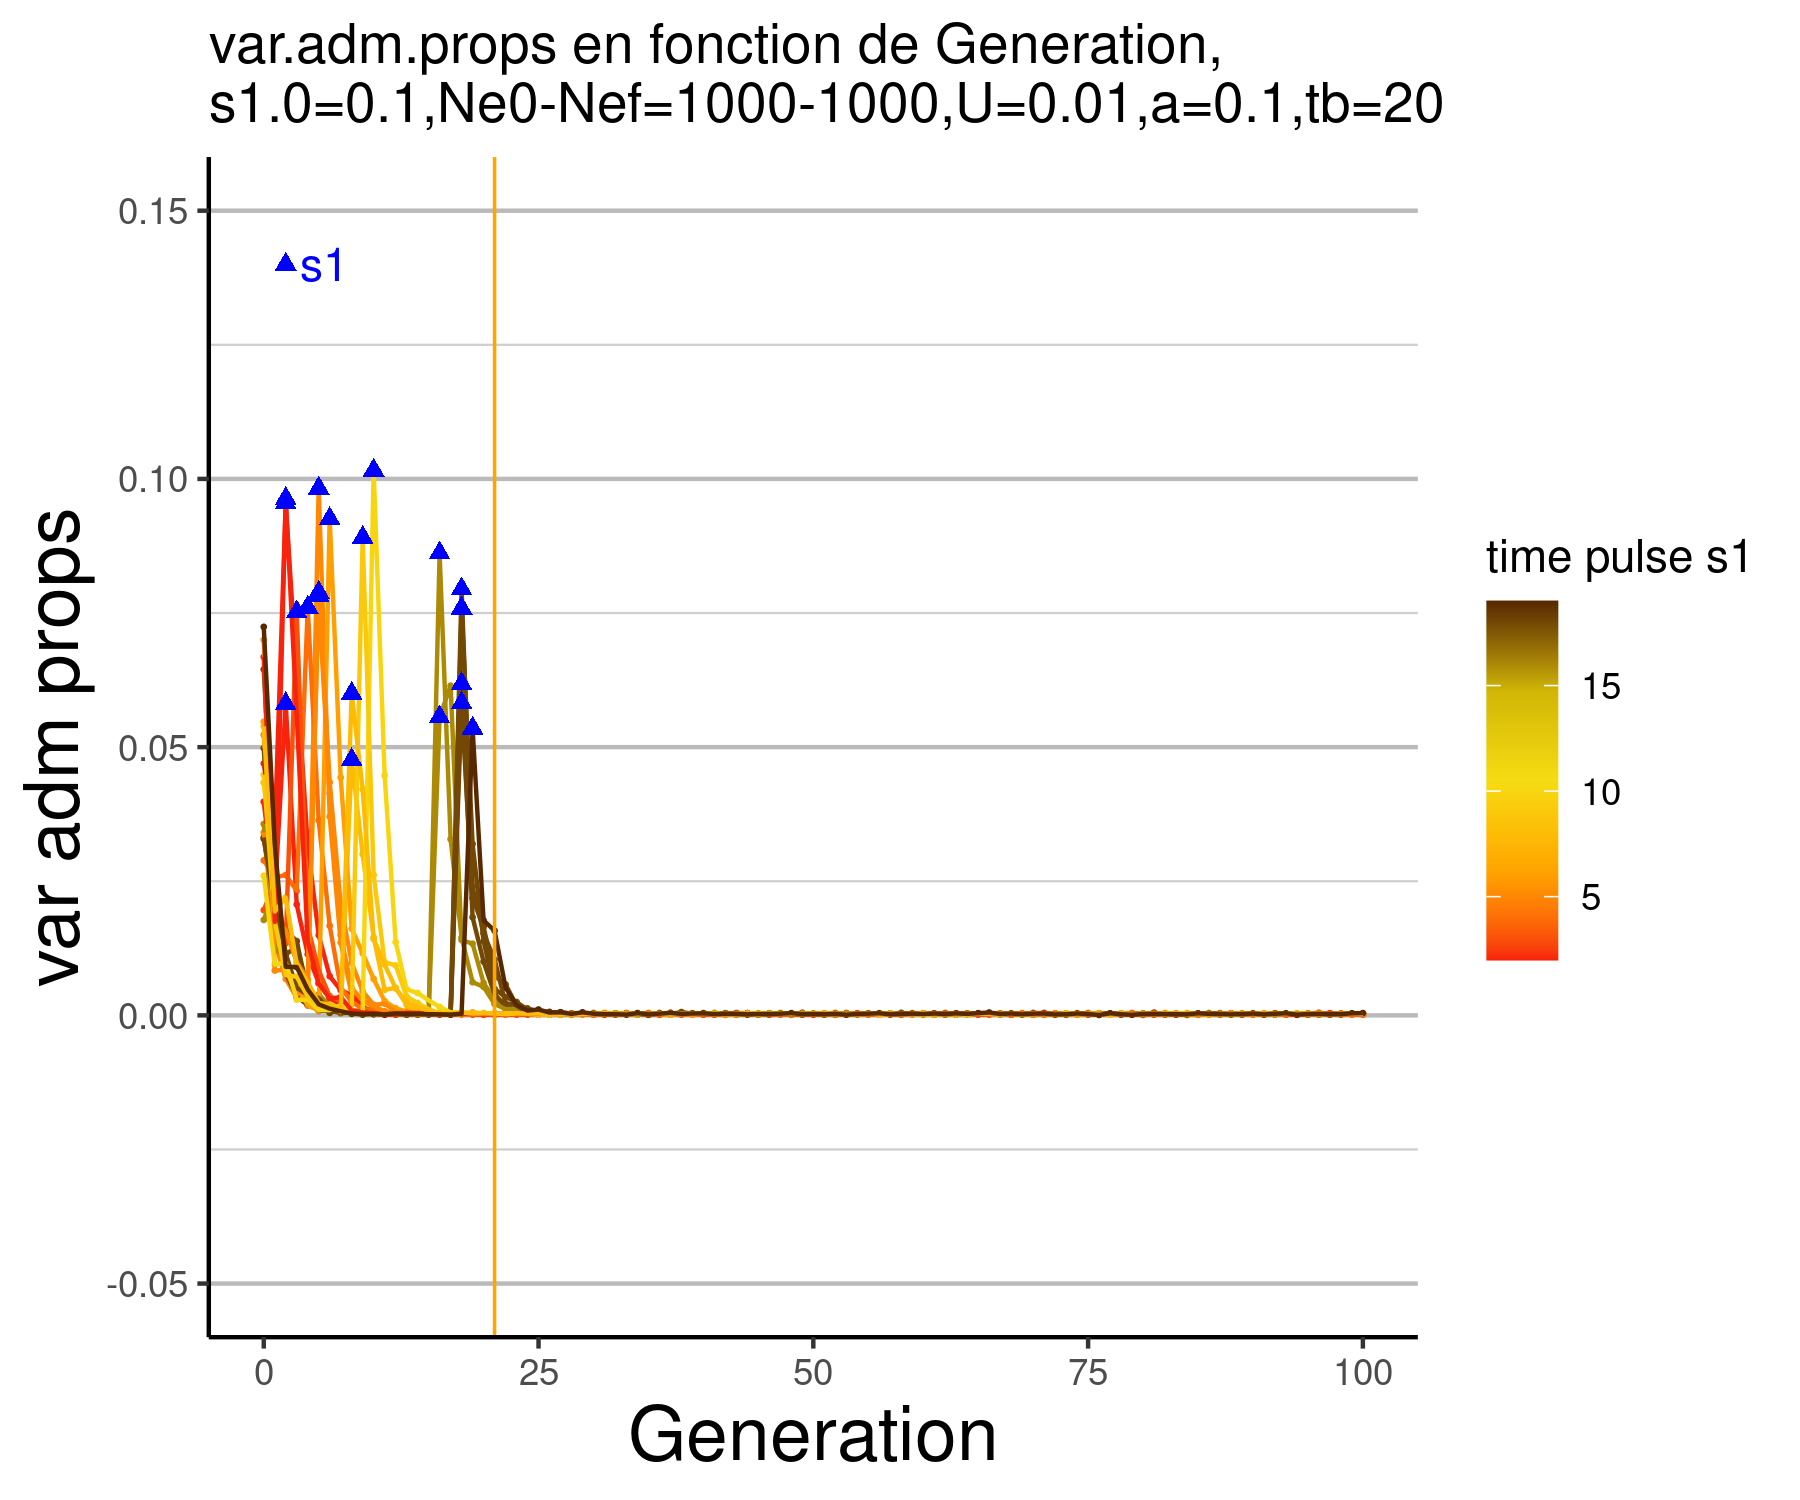 var.adm.props en fonction de Generation,
s1.0=0.1,Ne0-Nef=1000-1000,U=0.01,a=0.1,tb=20
0.15
s1
0.10
0.05
0.00
-0.05
var adm props
0
25
50
75
100
Generation
time pulse s1
15
10
5